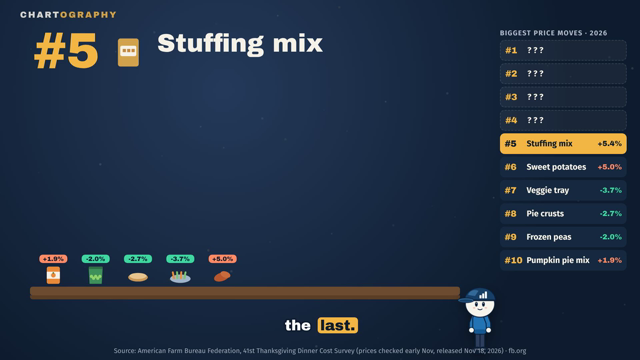 CHARTOGRAPHY
#5 Stuffing mix
BIGGEST PRICE MOVES · 2026
#1 ???
#2 ???
#3 ???
#4 ???
#5 Stuffing mix +5.4%
#6 Sweet potatoes +5.0%
#7 Veggie tray -3.7%
#8 Pie crusts -2.7%
#9 Frozen peas -2.0%
#10 Pumpkin pie mix +1.9%
+1.9% -2.0% -2.7% -3.7% +5.0%
the last.
Source: American Farm Bureau Federation, 41st Thanksgiving Dinner Cost Survey (prices checked early Nov, released Nov 18, 2026) · fb.org